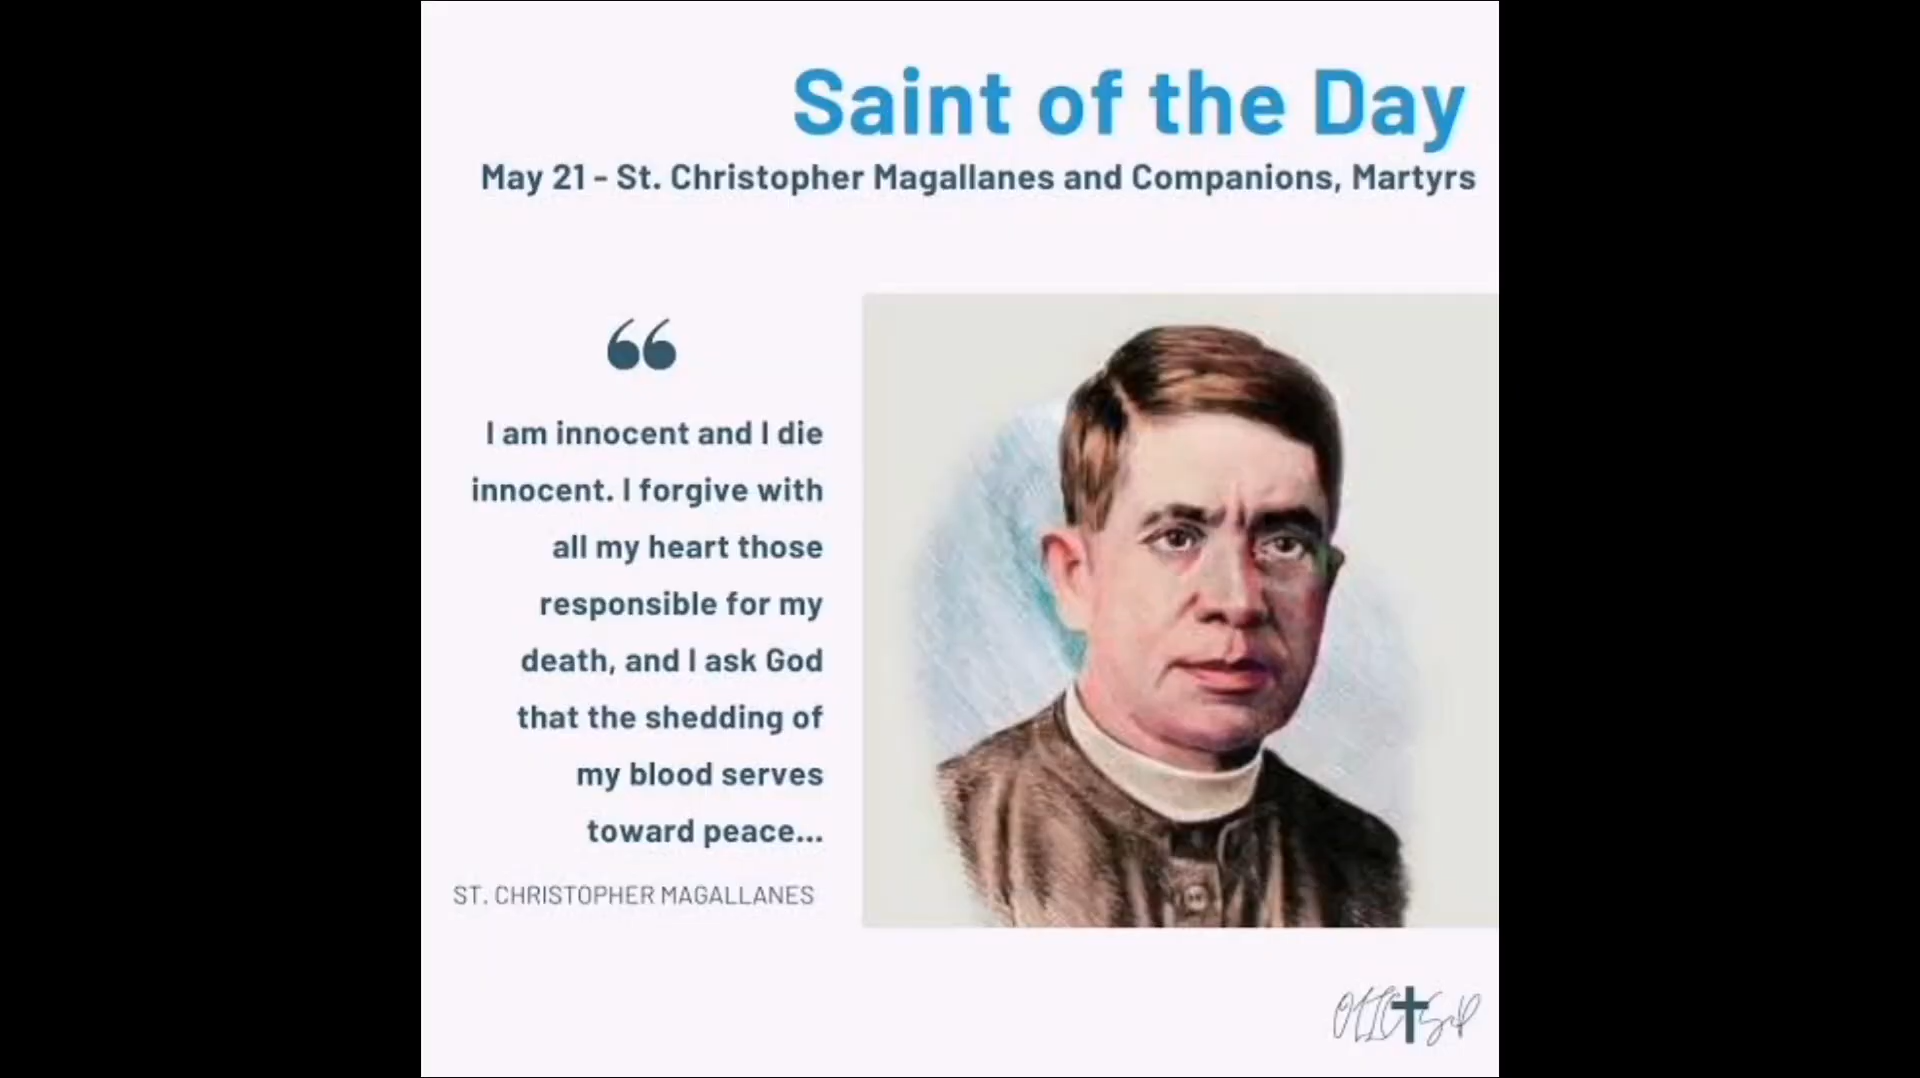 Saint of the Day
May 21 - St. Christopher Magallanes and Companions, Martyrs
“
I am innocent and I die
innocent. I forgive with
all my heart those
responsible for my
death, and I ask God
that the shedding of
my blood serves
toward peace...
ST. CHRISTOPHER MAGALLANES